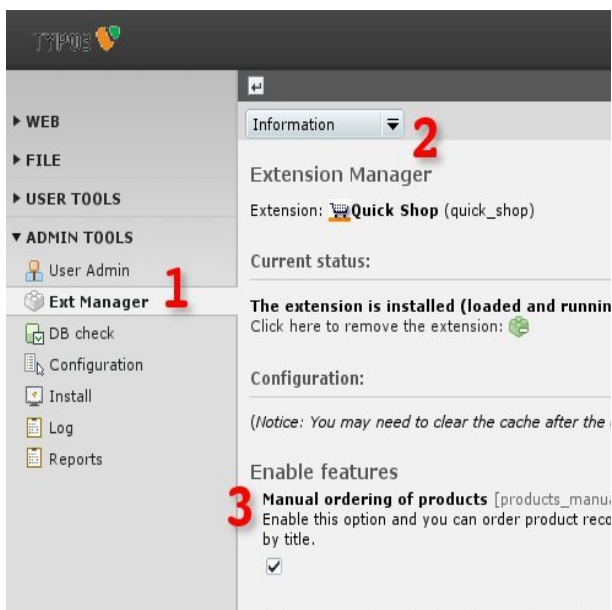 TYPO3
WEB
FILE
USER TOOLS
ADMIN TOOLS
User Admin
Ext Manager
1
DB check
Configuration
Install
Log
Reports
Information
2
Extension Manager
Extension: Quick Shop (quick_shop)
Current status:
The extension is installed (loaded and runnin
Click here to remove the extension:
Configuration:
(Notice: You may need to clear the cache after the
Enable features
3
Manual ordering of products [products_manua
Enable this option and you can order product reco
by title.